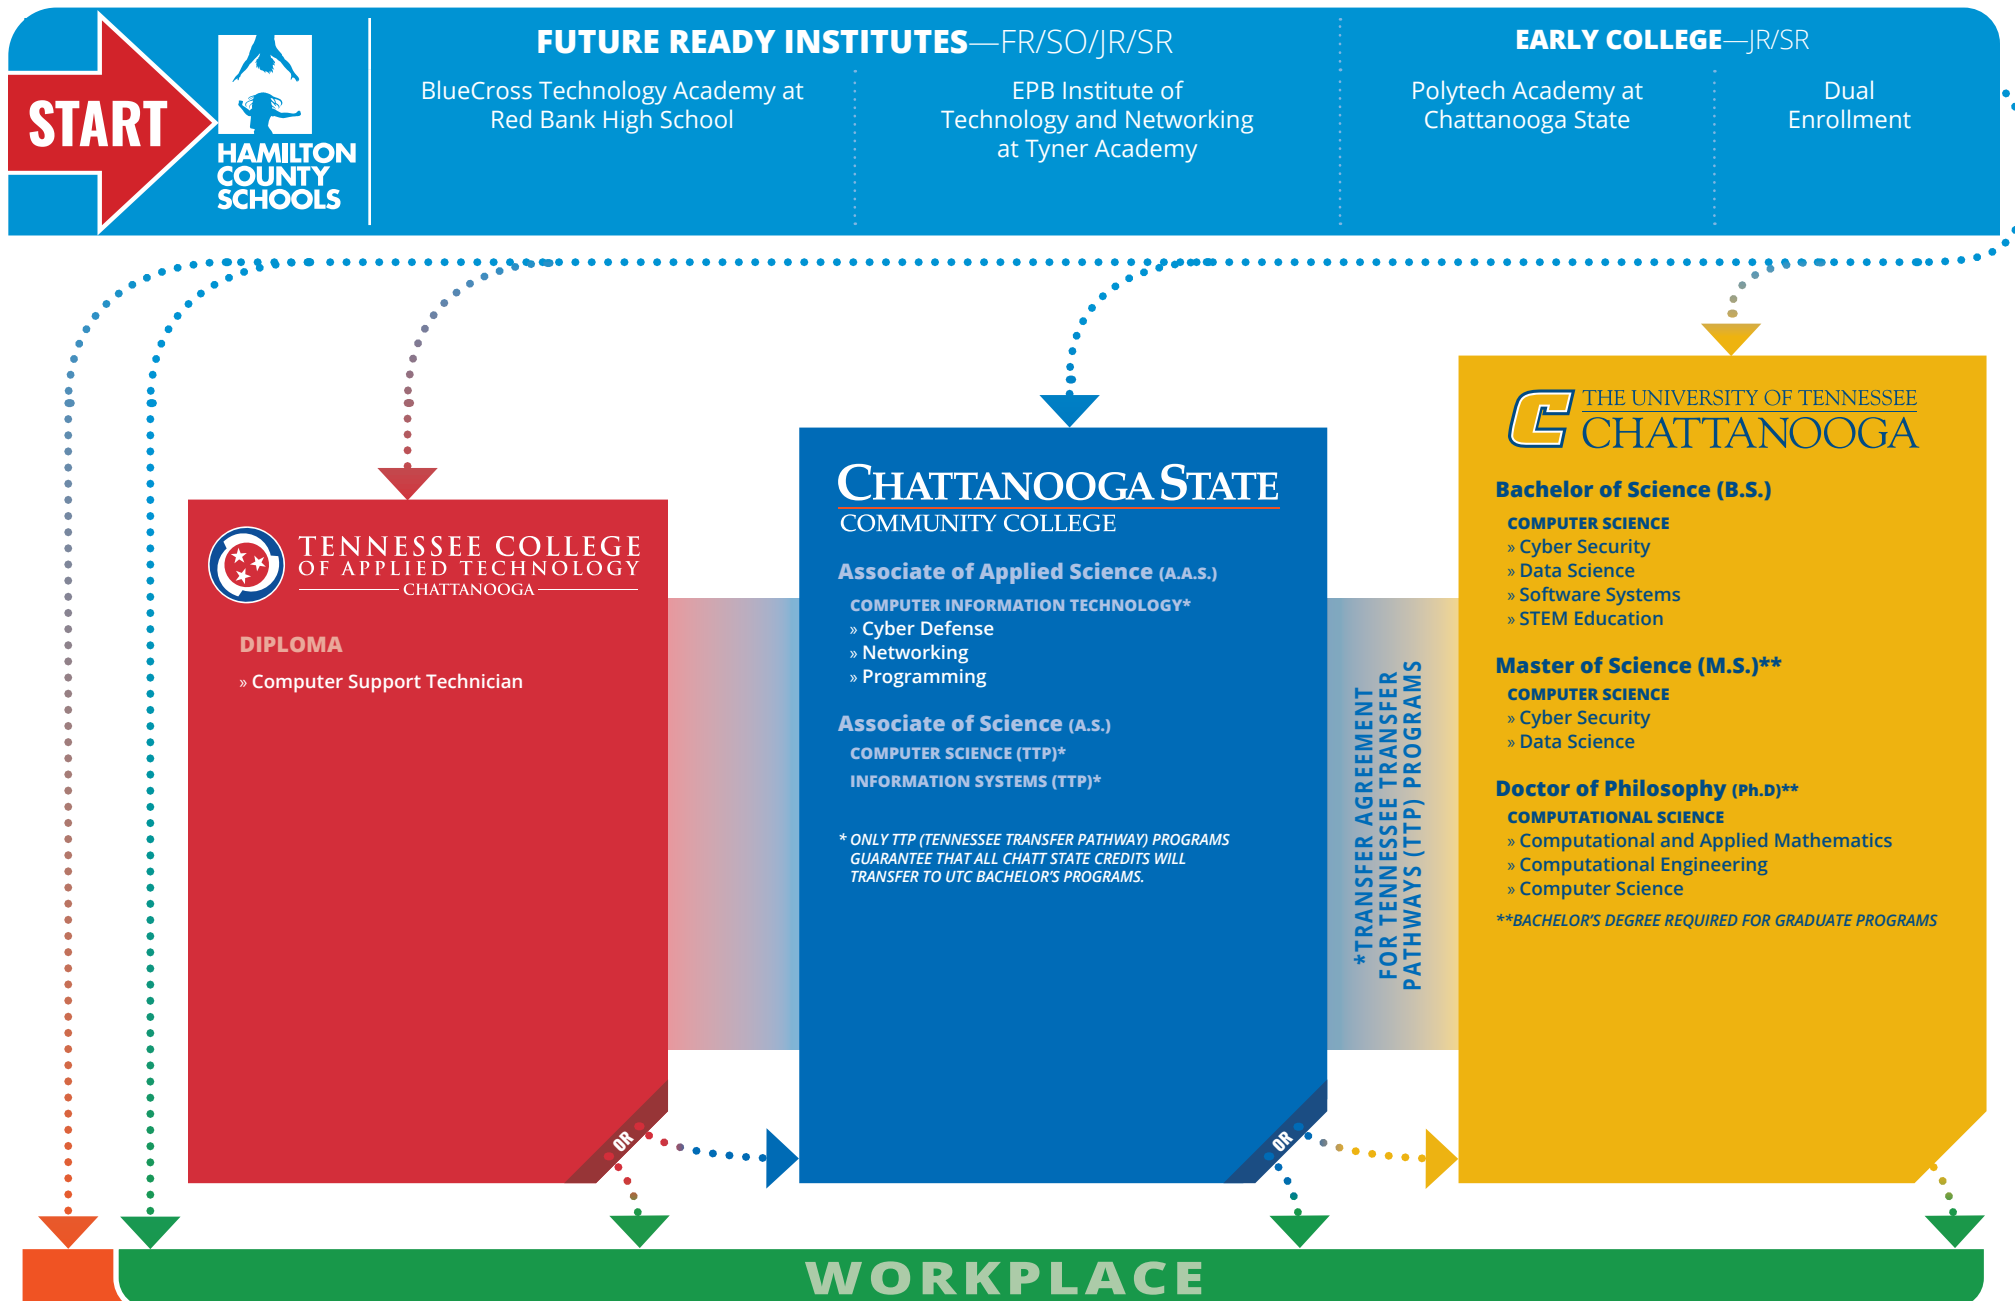 START
HAMILTON
COUNTY
SCHOOLS
FUTURE READY INSTITUTES—FR/SO/JR/SR
BlueCross Technology Academy at
Red Bank High School
EPB Institute of
Technology and Networking
at Tyner Academy
EARLY COLLEGE—JR/SR
Polytech Academy at
Chattanooga State
Dual
Enrollment
TENNESSEE COLLEGE
OF APPLIED TECHNOLOGY
CHATTANOOGA
DIPLOMA
» Computer Support Technician
OR
CHATTANOOGA STATE
COMMUNITY COLLEGE
Associate of Applied Science (A.A.S.)
COMPUTER INFORMATION TECHNOLOGY*
» Cyber Defense
» Networking
» Programming
Associate of Science (A.S.)
COMPUTER SCIENCE (TTP)*
INFORMATION SYSTEMS (TTP)*
* ONLY TTP (TENNESSEE TRANSFER PATHWAY) PROGRAMS
GUARANTEE THAT ALL CHATT STATE CREDITS WILL
TRANSFER TO UTC BACHELOR'S PROGRAMS.
OR
*TRANSFER AGREEMENT
FOR TENNESSEE TRANSFER
PATHWAYS (TTP) PROGRAMS
C
THE UNIVERSITY OF TENNESSEE
CHATTANOOGA
Bachelor of Science (B.S.)
COMPUTER SCIENCE
» Cyber Security
» Data Science
» Software Systems
» STEM Education
Master of Science (M.S.)**
COMPUTER SCIENCE
» Cyber Security
» Data Science
Doctor of Philosophy (Ph.D)**
COMPUTATIONAL SCIENCE
» Computational and Applied Mathematics
» Computational Engineering
» Computer Science
**BACHELOR'S DEGREE REQUIRED FOR GRADUATE PROGRAMS
WORKPLACE